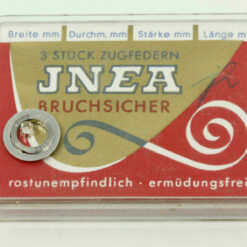 Breite mm Durchm. mm Stärke mm Länge m
3 STÜCK ZUGFEDERN
JNEA
BRUCHSICHER
rostunempfindlich · ermüdungsfrei